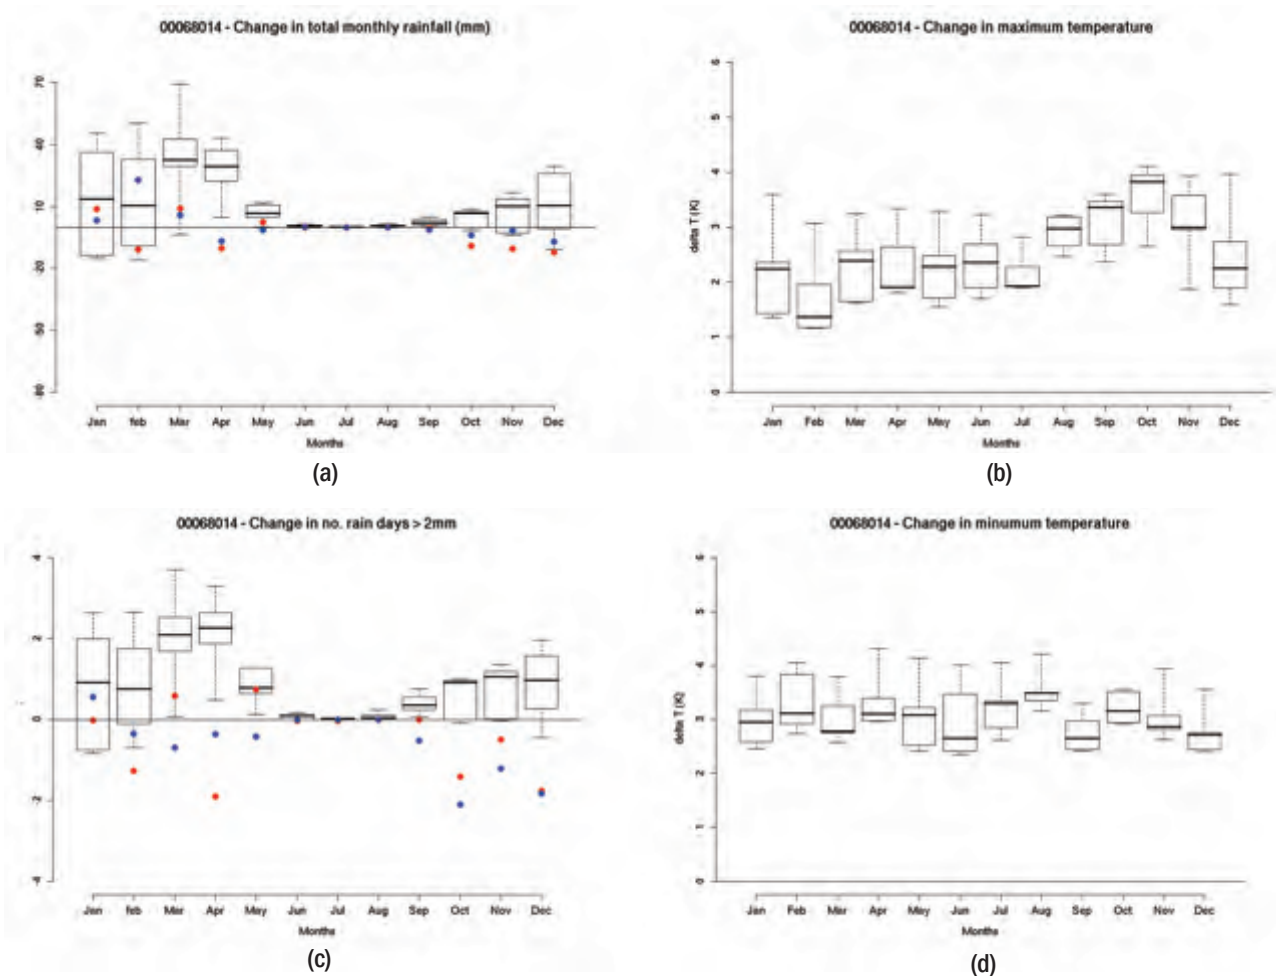 00068014 - Change in total monthly rainfall (mm)
70
40
10
-20
-50
-80
Jan feb Mar Apr May Jun Jul Aug Sep Oct Nov Dec
Months
(a)
00068014 - Change in maximum temperature
6
5
4
3
2
1
0
delta T (K)
Jan Feb Mar Apr May Jun Jul Aug Sep Oct Nov Dec
Months
(b)
00068014 - Change in no. rain days > 2mm
4
2
0
-2
-4
Jan feb Mar Apr May Jun Jul Aug Sep Oct Nov Dec
Months
(c)
00068014 - Change in minumum temperature
6
5
4
3
2
1
0
delta T (K)
Jan Feb Mar Apr May Jun Jul Aug Sep Oct Nov Dec
Months
(d)